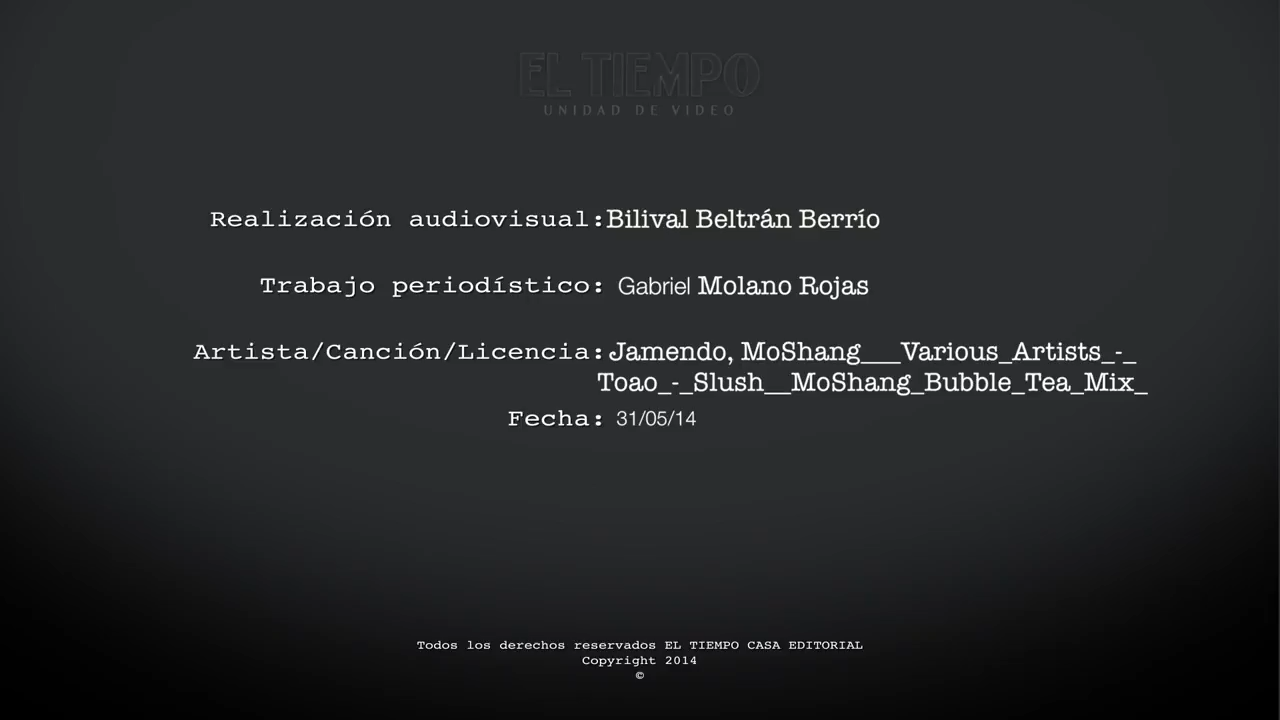 EL TIEMPO
UNIDAD DE VIDEO
Realización audiovisual: Bilival Beltrán Berrío
Trabajo periodístico: Gabriel Molano Rojas
Artista/Canción/Licencia: Jamendo, MoShang___Various_Artists_-_
Toao_-_Slush__MoShang_Bubble_Tea_Mix_
Fecha: 31/05/14
Todos los derechos reservados EL TIEMPO CASA EDITORIAL
Copyright 2014
©